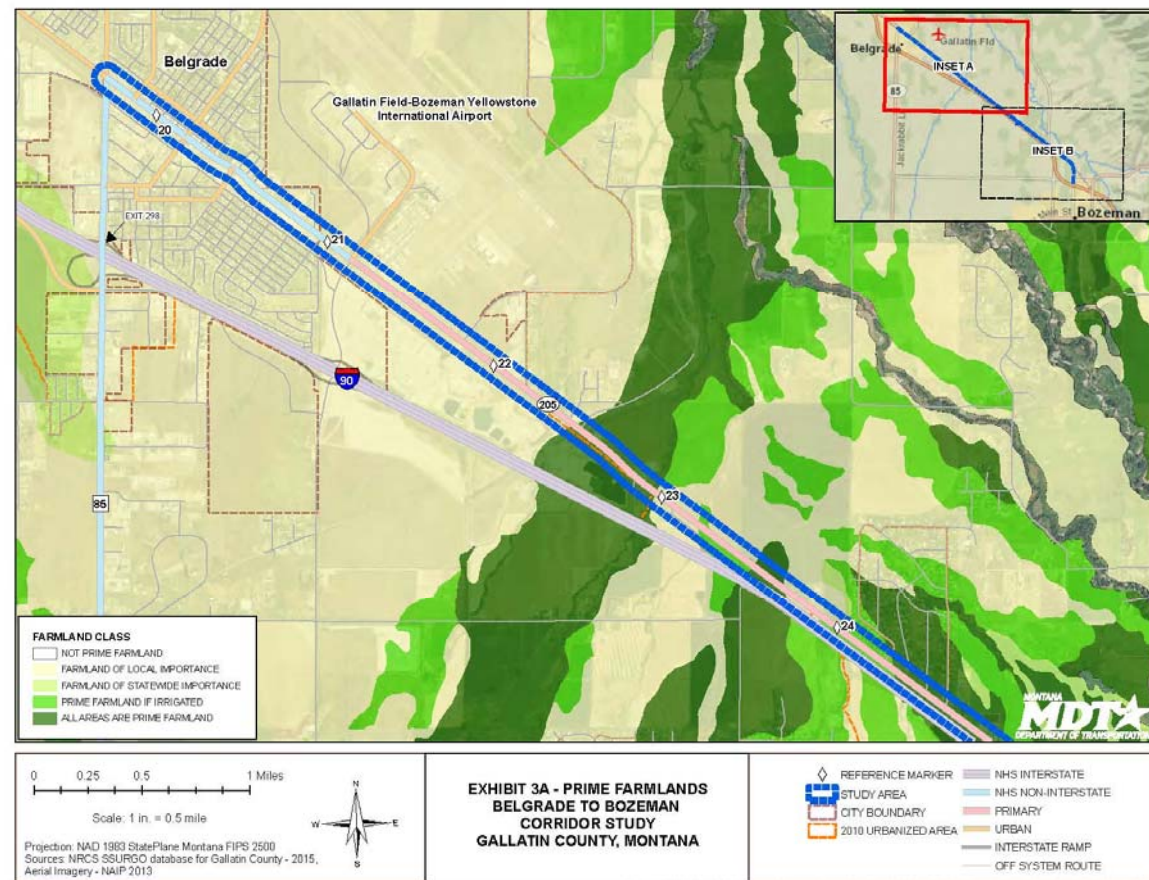 Belgrade
Gallatin Field-Bozeman Yellowstone
International Airport
20
EXIT 298
21
22
90
205
85
23
24
Belgrade
Gallatin Fld
INSET A
85
Jackrabbit L
INSET B
Main St
Bozeman
FARMLAND CLASS
NOT PRIME FARMLAND
FARMLAND OF LOCAL IMPORTANCE
FARMLAND OF STATEWIDE IMPORTANCE
PRIME FARMLAND IF IRRIGATED
ALL AREAS ARE PRIME FARMLAND
MONTANA
MDT
DEPARTMENT OF TRANSPORTATION
0 0.25 0.5 1 Miles
Scale: 1 in. = 0.5 mile
N
W E
S
Projection: NAD 1983 StatePlane Montana FIPS 2500
Sources: NRCS SSURGO database for Gallatin County - 2015,
Aerial Imagery - NAIP 2013
EXHIBIT 3A - PRIME FARMLANDS
BELGRADE TO BOZEMAN
CORRIDOR STUDY
GALLATIN COUNTY, MONTANA
REFERENCE MARKER
STUDY AREA
CITY BOUNDARY
2010 URBANIZED AREA
NHS INTERSTATE
NHS NON-INTERSTATE
PRIMARY
URBAN
INTERSTATE RAMP
OFF SYSTEM ROUTE